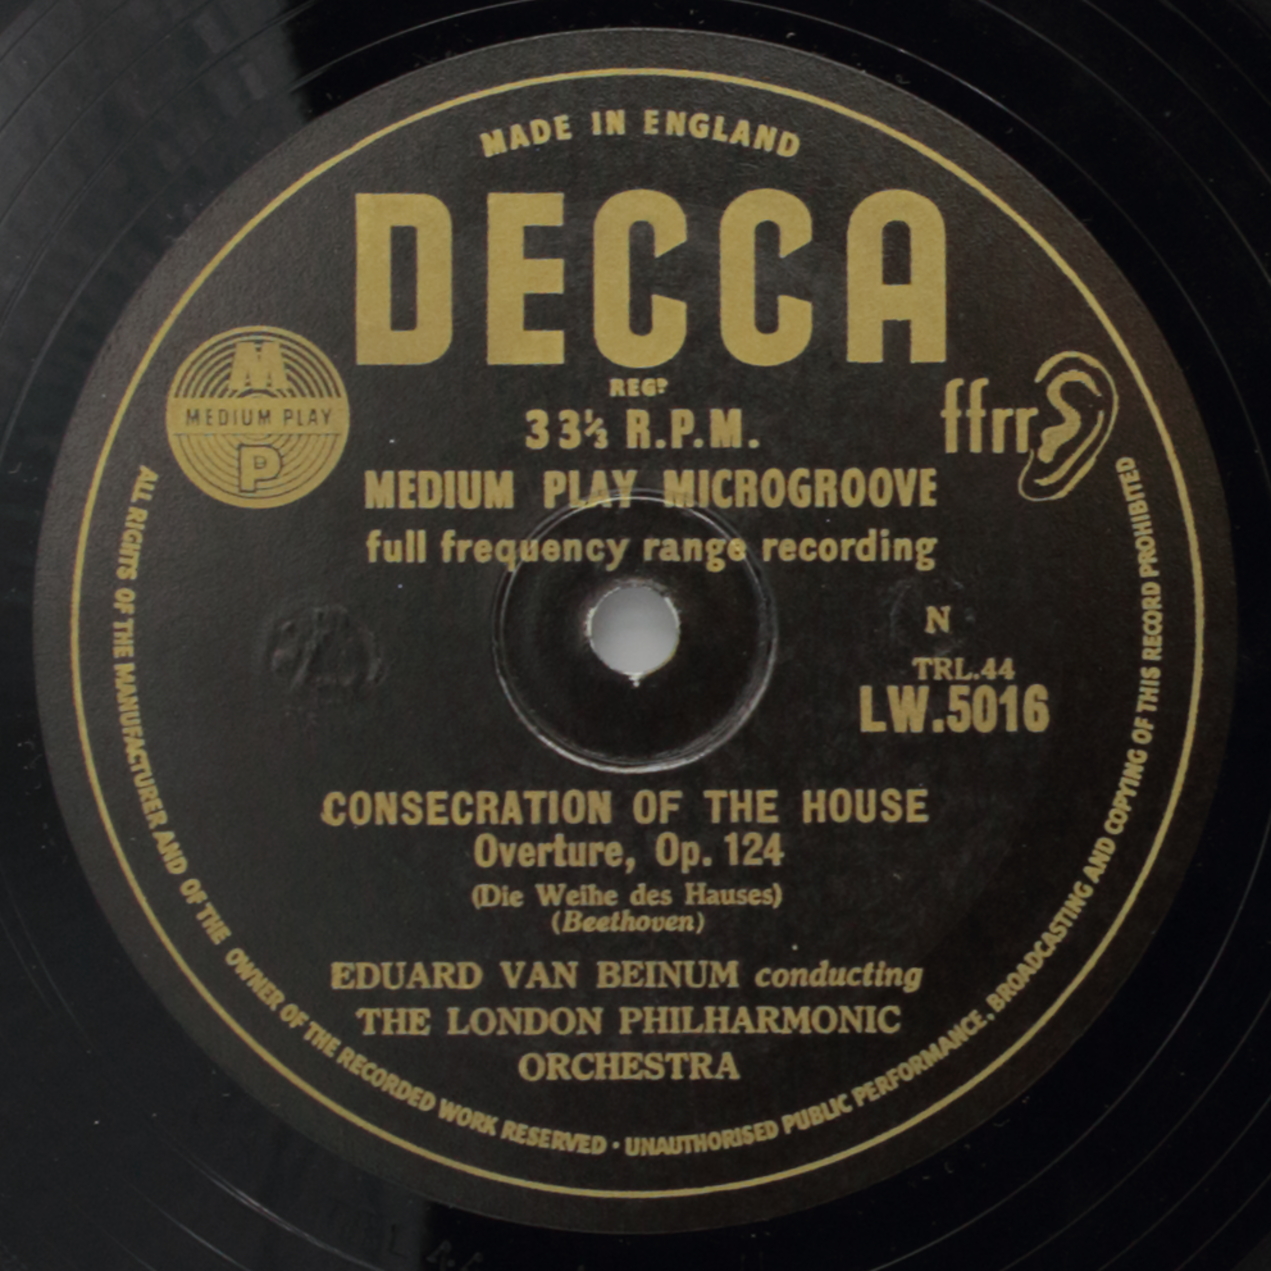 MADE IN ENGLAND
DECCA
REGD
33⅓ R.P.M.
M
MEDIUM PLAY
P
ffrr
MEDIUM PLAY MICROGROOVE
full frequency range recording
N
TRL.44
LW.5016
CONSECRATION OF THE HOUSE
Overture, Op. 124
(Die Weihe des Hauses)
(Beethoven)
EDUARD VAN BEINUM conducting
THE LONDON PHILHARMONIC
ORCHESTRA
ALL RIGHTS OF THE MANUFACTURER AND OF THE OWNER OF THE RECORDED WORK RESERVED · UNAUTHORISED PUBLIC PERFORMANCE, BROADCASTING AND COPYING OF THIS RECORD PROHIBITED